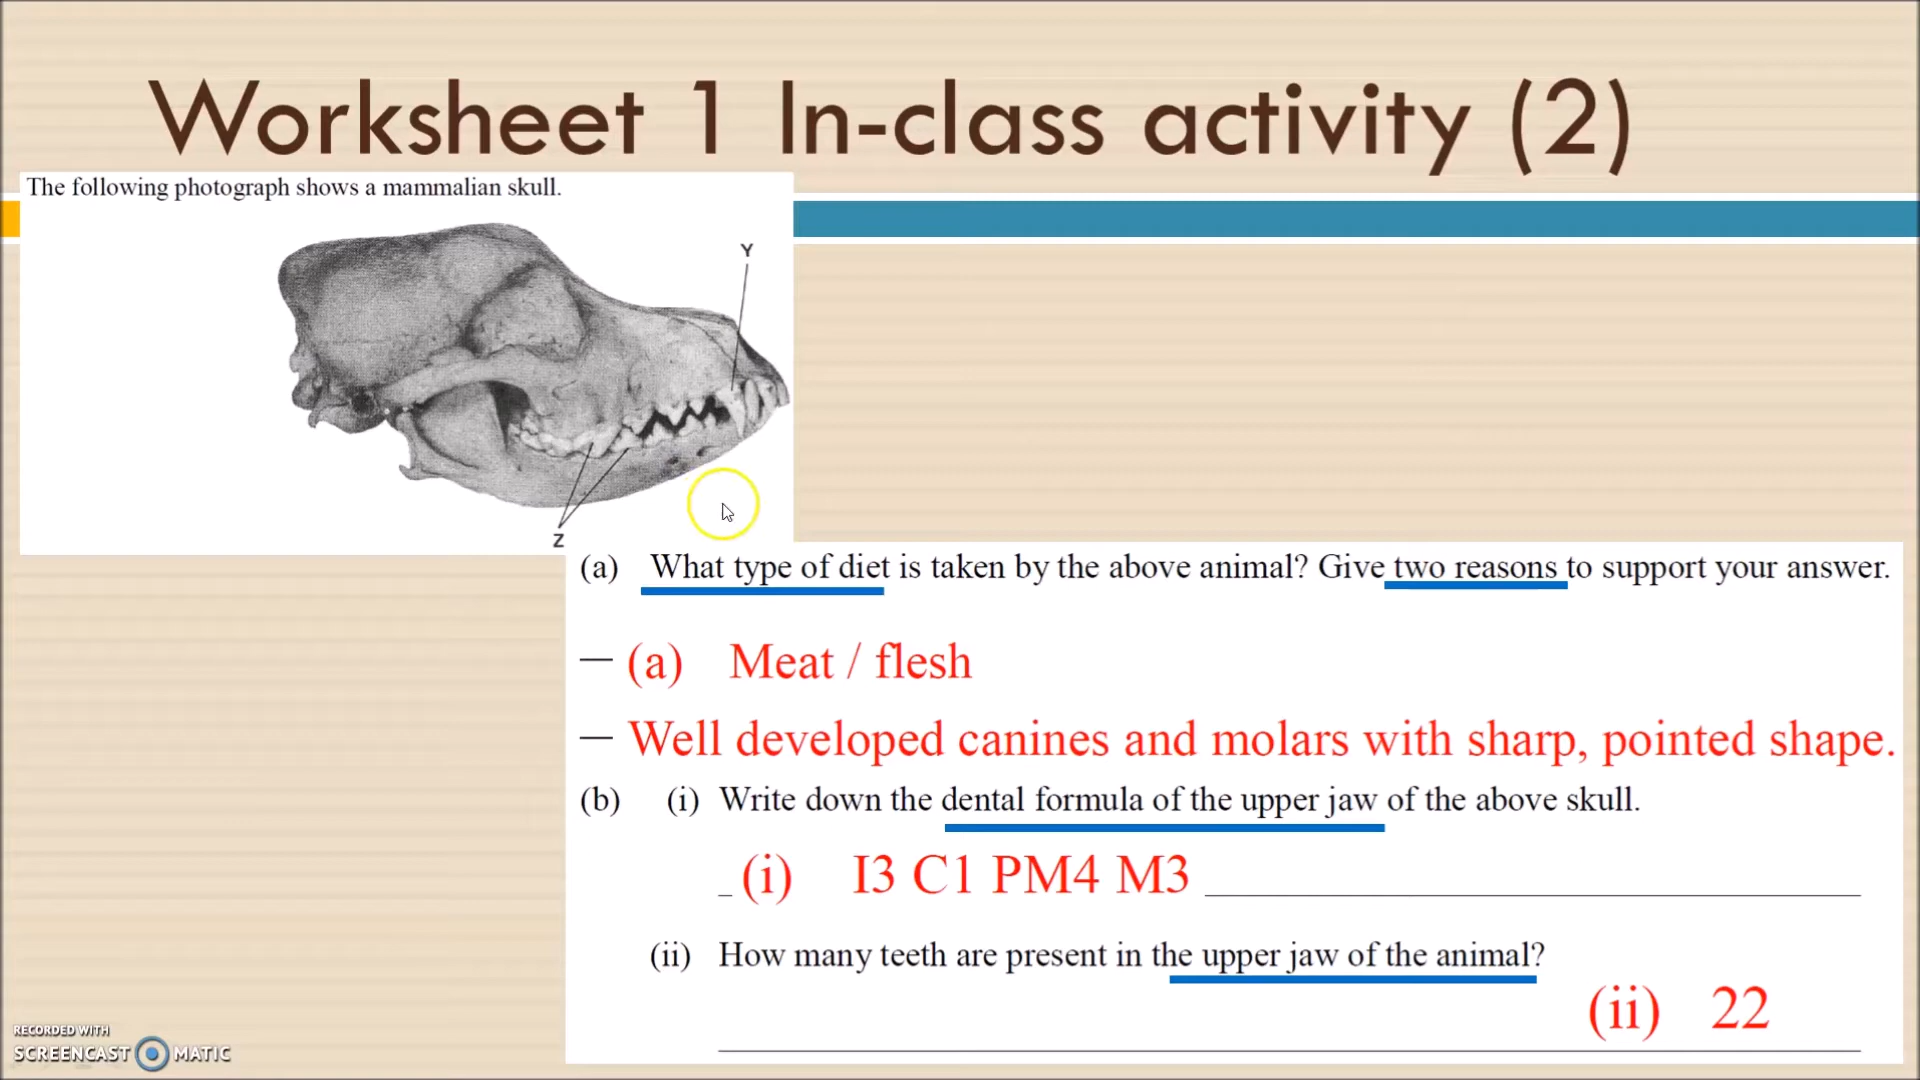 Worksheet 1 In-class activity (2)
The following photograph shows a mammalian skull.
Y
Z
(a) What type of diet is taken by the above animal? Give two reasons to support your answer.
(a) Meat / flesh
Well developed canines and molars with sharp, pointed shape.
(b) (i) Write down the dental formula of the upper jaw of the above skull.
(i) I3 C1 PM4 M3
(ii) How many teeth are present in the upper jaw of the animal?
(ii) 22
RECORDED WITH
SCREENCAST MATIC